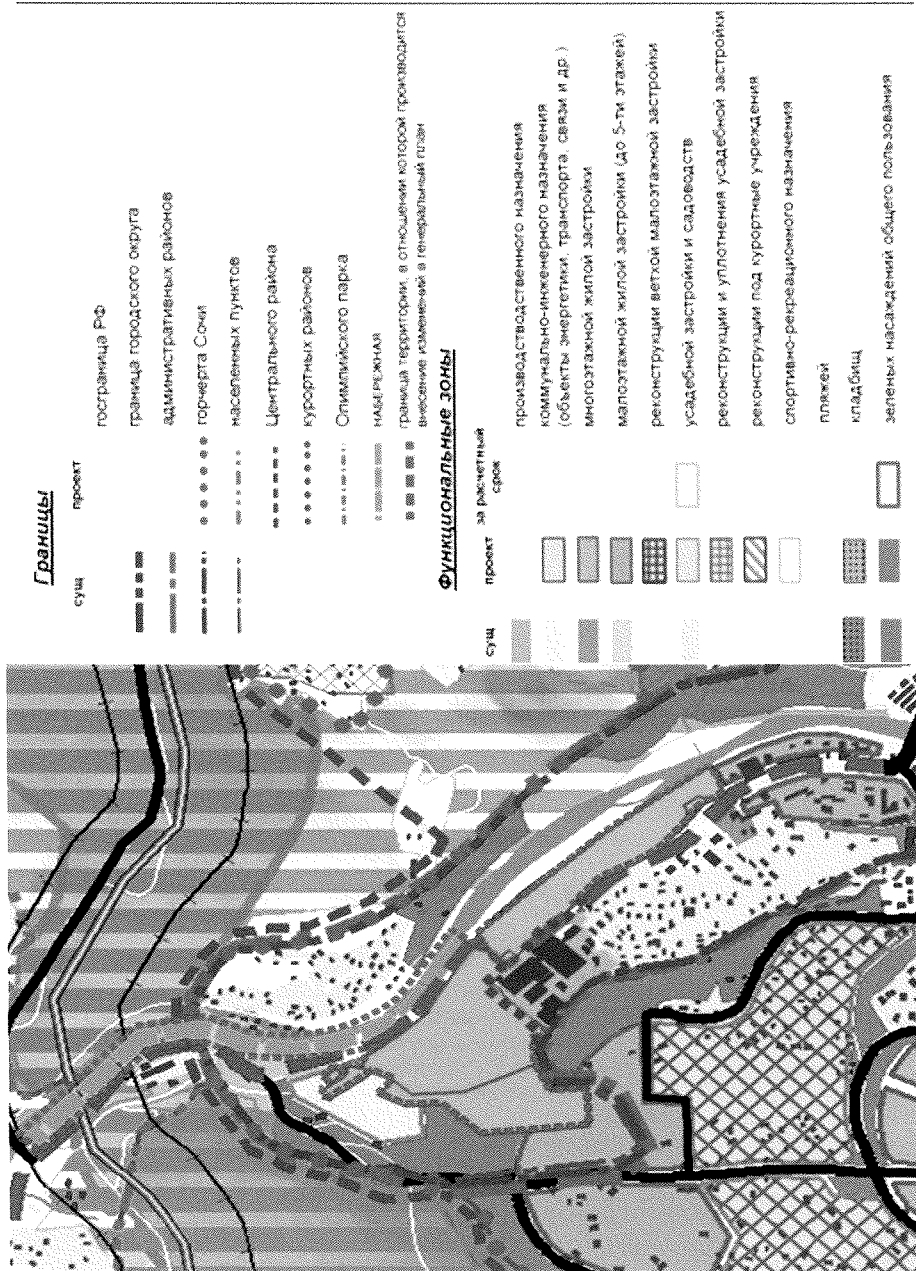 Границы
сущ проект
госграница РФ
граница городского округа
административных районов
горчерта Сочи
населеных пунктов
Центрального района
курортных районов
Олимпийского парка
НАБЕРЕЖНАЯ
граница территории, в отношении которой производится
внесение изменений в генеральный план
Функциональные зоны
сущ проект за расчетный
срок
производственного назначения
коммунально-инженерного назначения
(объекты энергетики, транспорта, связи и др.)
многоэтажной жилой застройки
малоэтажной жилой застройки (до 5-ти этажей)
реконструкции ветхой малоэтажной застройки
усадебной застройки и садоводств
реконструкции и уплотнения усадебной застройки
реконструкции под курортные учреждения
спортивно-рекреационного назначения
пляжей
кладбищ
зеленых насаждений общего пользования